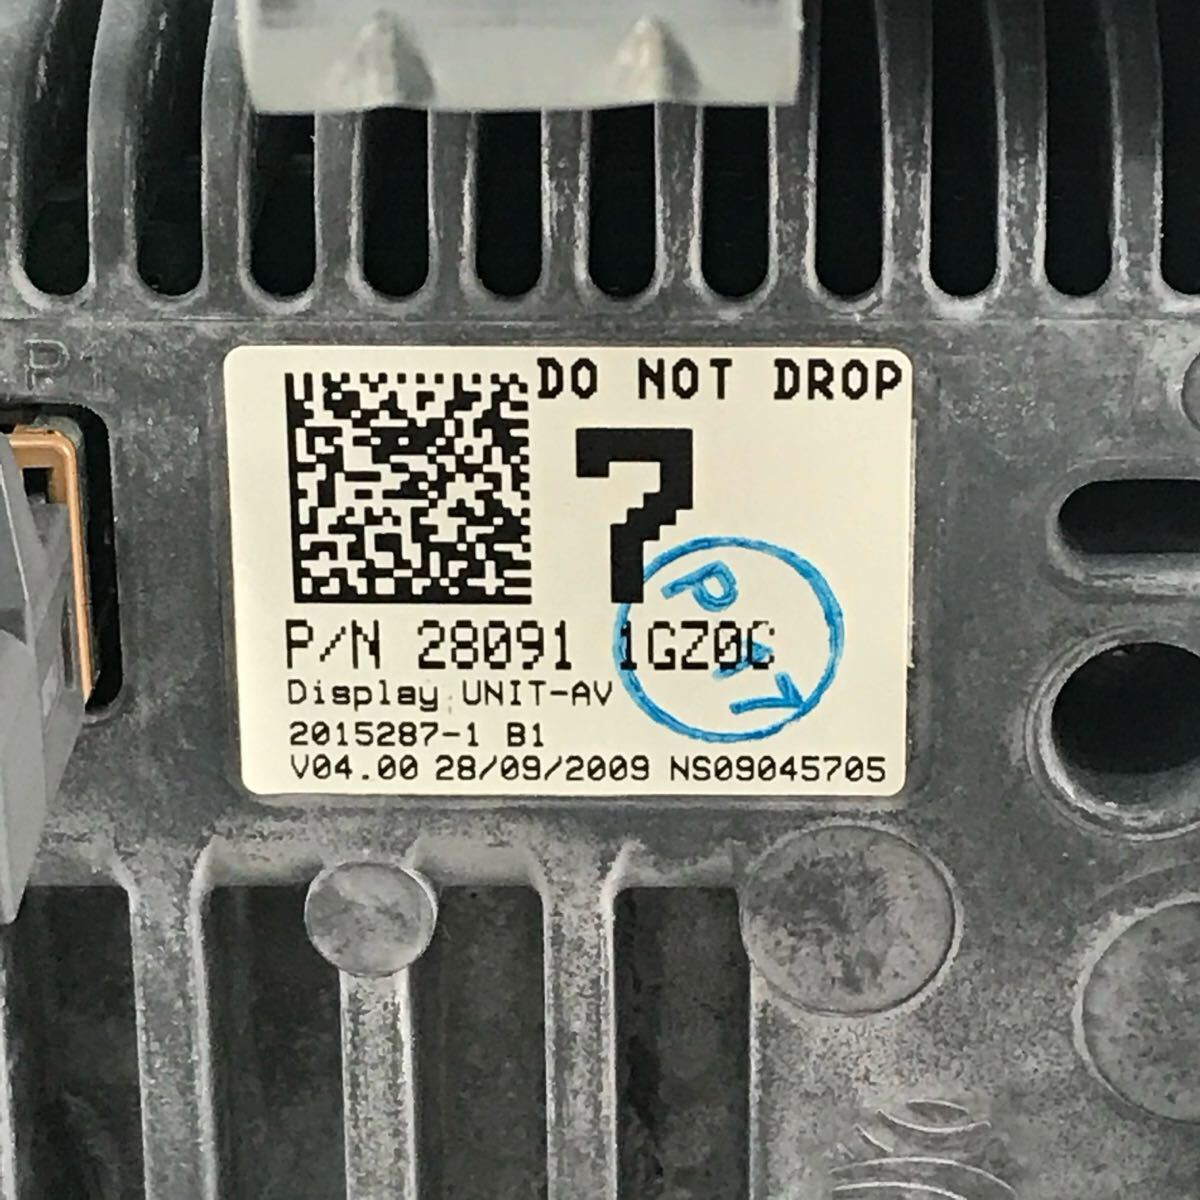 P1
DO NOT DROP
7
P/N 28091 1GZ0C
Display UNIT-AV
2015287-1 B1
V04.00 28/09/2009 NS09045705